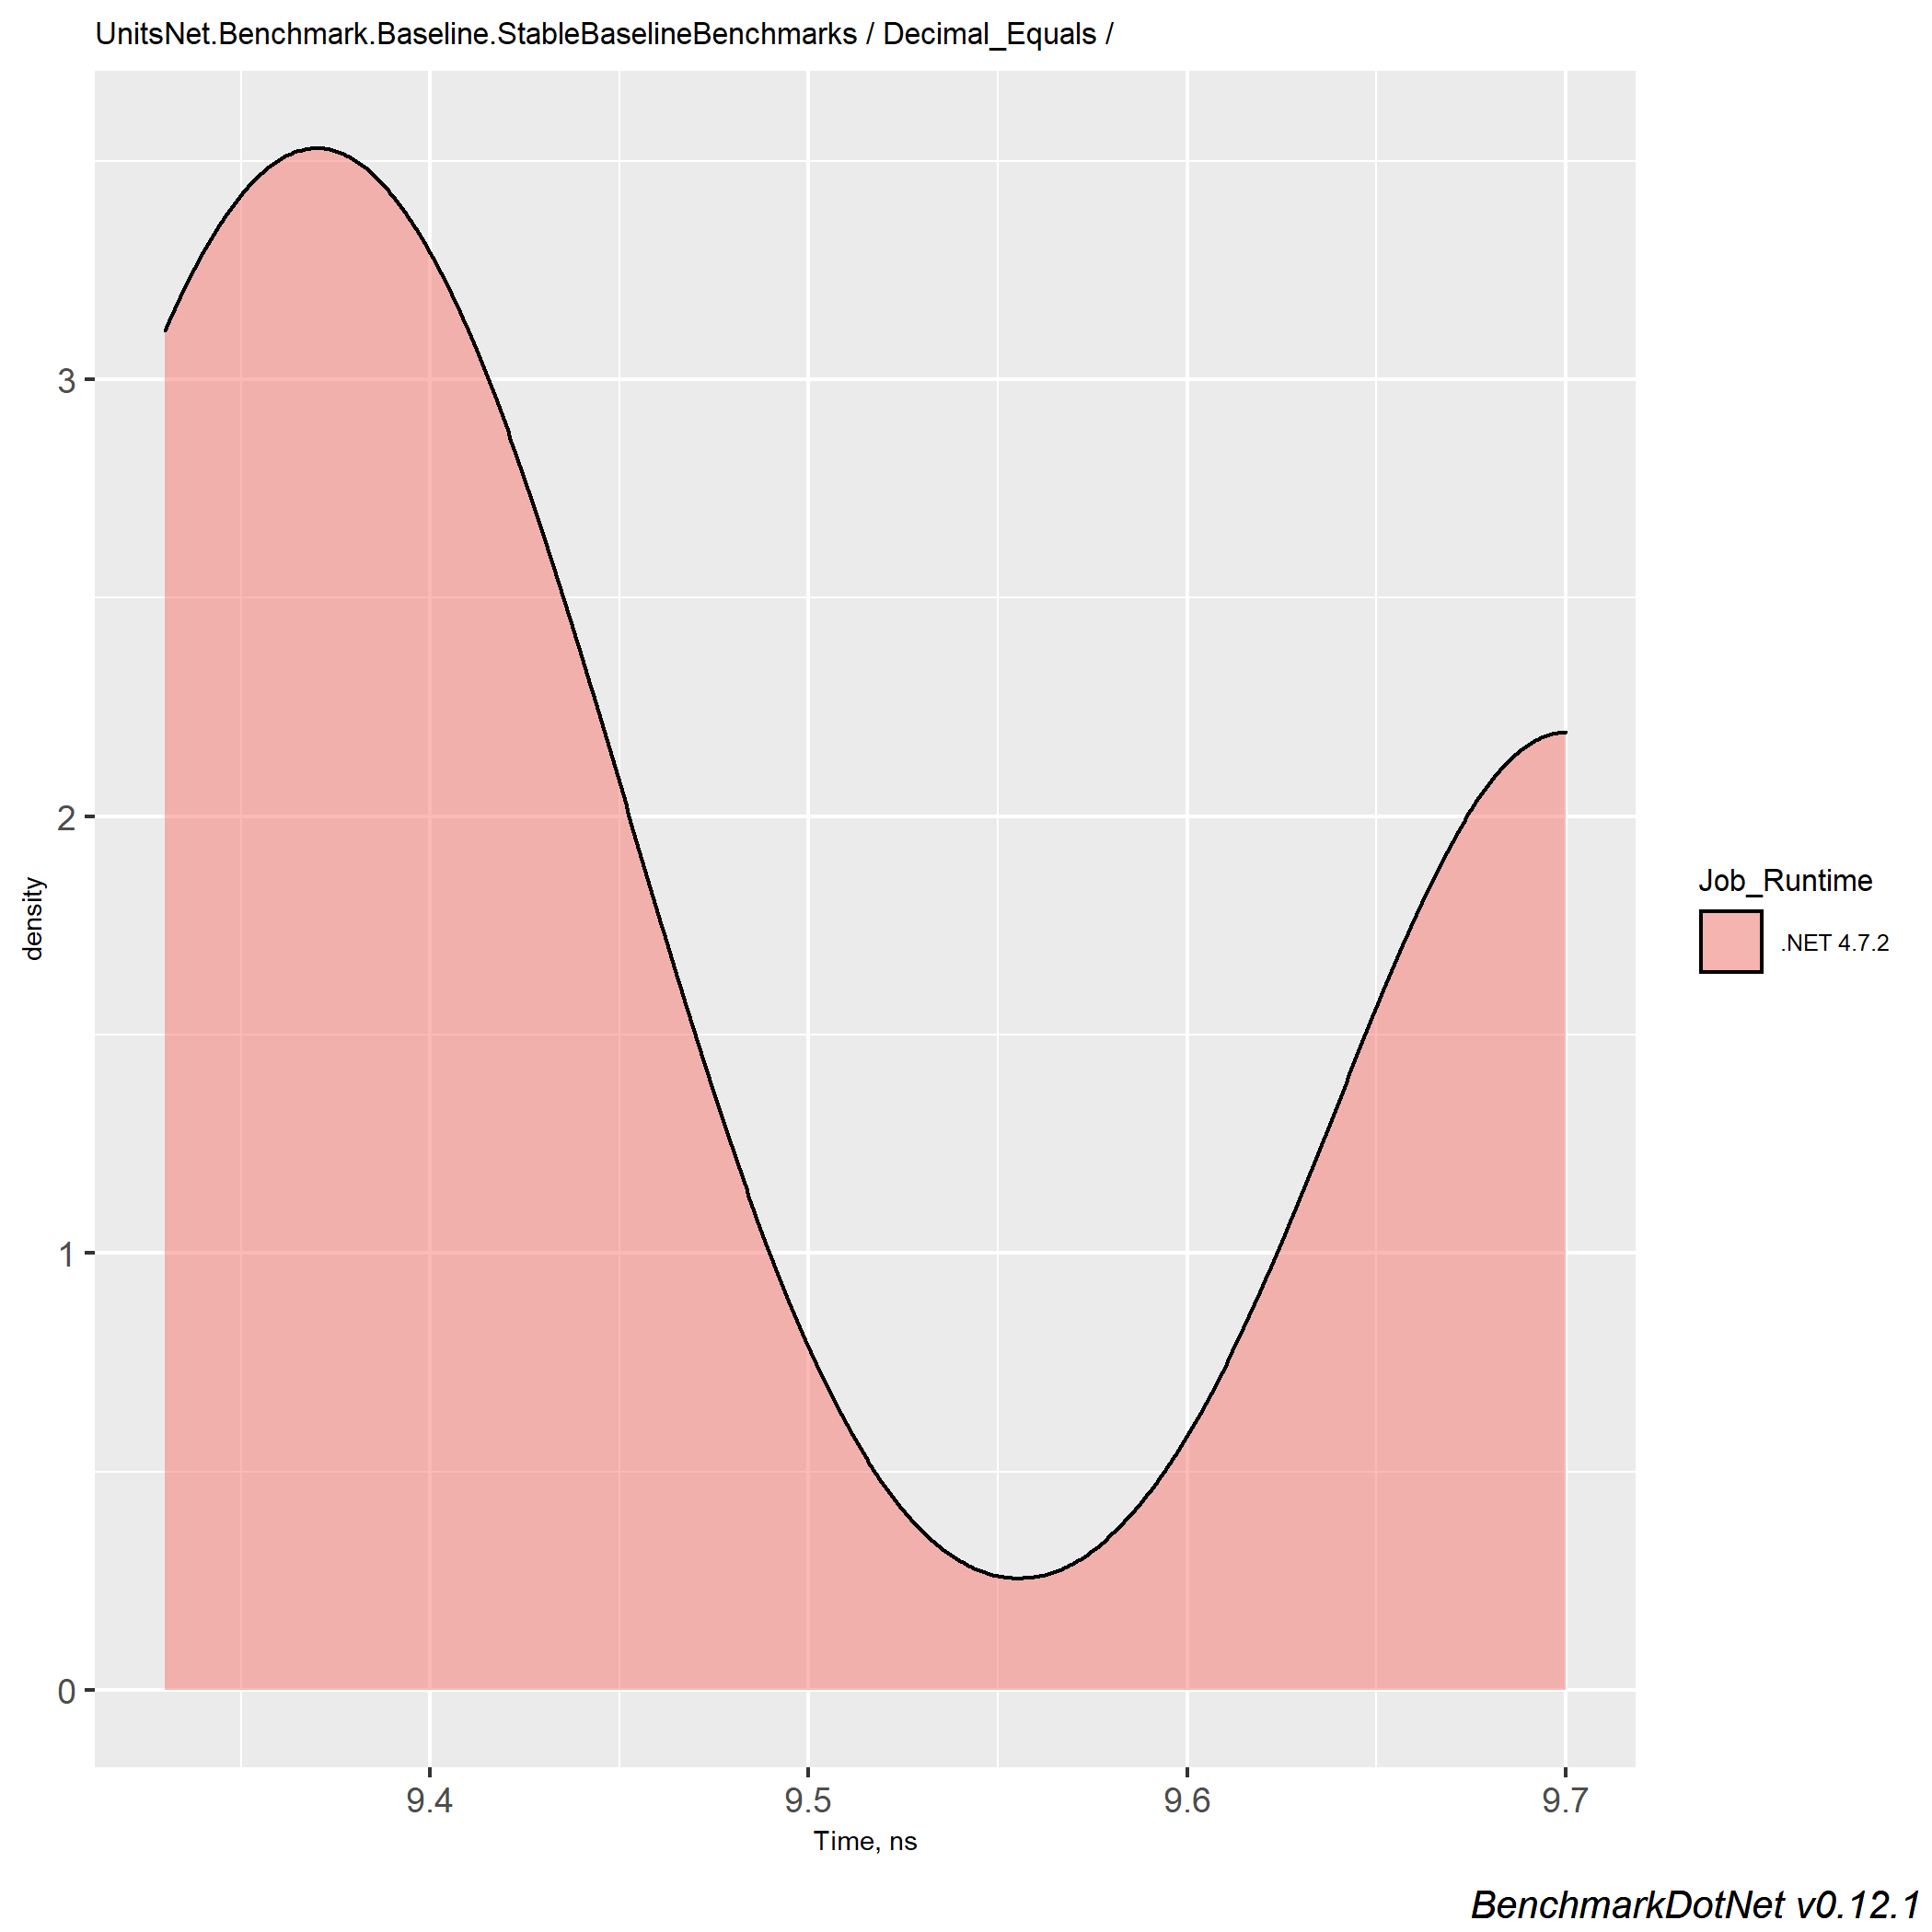 UnitsNet.Benchmark.Baseline.StableBaselineBenchmarks / Decimal_Equals /
3
2
1
0
density
9.4 9.5 9.6 9.7
Time, ns
Job_Runtime
.NET 4.7.2
BenchmarkDotNet v0.12.1